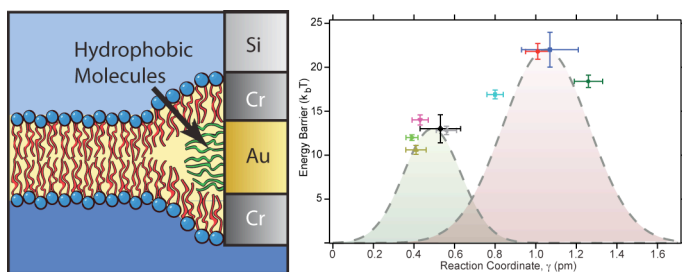 Hydrophobic
Molecules
Si
Cr
Au
Cr
Energy Barrier (kbT)
25
20
15
10
5
0
0.2
0.4
0.6
0.8
1.0
1.2
1.4
1.6
Reaction Coordinate, γ (pm)